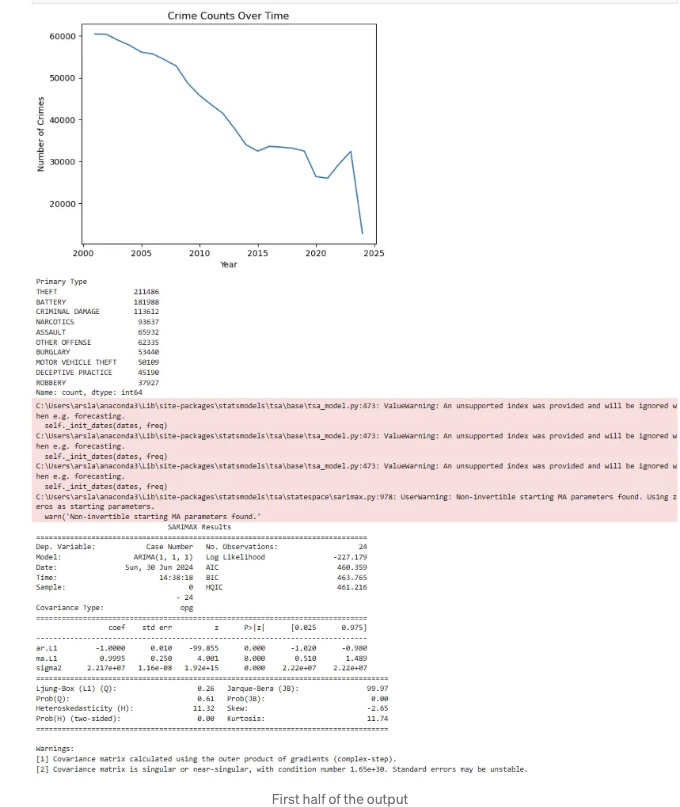 Crime Counts Over Time
60000
50000
40000
30000
20000
Number of Crimes
2000 2005 2010 2015 2020 2025
Year
Primary Type
THEFT 211486
BATTERY 181988
CRIMINAL DAMAGE 113612
NARCOTICS 93637
ASSAULT 65932
OTHER OFFENSE 62335
BURGLARY 53440
MOTOR VEHICLE THEFT 50109
DECEPTIVE PRACTICE 45190
ROBBERY 37927
Name: count, dtype: int64
C:\Users\arsla\anaconda3\Lib\site-packages\statsmodels\tsa\base\tsa_model.py:473: ValueWarning: An unsupported index was provided and will be ignored w
hen e.g. forecasting.
self._init_dates(dates, freq)
C:\Users\arsla\anaconda3\Lib\site-packages\statsmodels\tsa\base\tsa_model.py:473: ValueWarning: An unsupported index was provided and will be ignored w
hen e.g. forecasting.
self._init_dates(dates, freq)
C:\Users\arsla\anaconda3\Lib\site-packages\statsmodels\tsa\base\tsa_model.py:473: ValueWarning: An unsupported index was provided and will be ignored w
hen e.g. forecasting.
self._init_dates(dates, freq)
C:\Users\arsla\anaconda3\Lib\site-packages\statsmodels\tsa\statespace\sarimax.py:978: UserWarning: Non-invertible starting MA parameters found. Using z
eros as starting parameters.
warn('Non-invertible starting MA parameters found.'
SARIMAX Results
Dep. Variable: Case Number No. Observations: 24
Model: ARIMA(1, 1, 1) Log Likelihood -227.179
Date: Sun, 30 Jun 2024 AIC 460.359
Time: 14:38:18 BIC 463.765
Sample: 0 HQIC 461.216
- 24
Covariance Type: opg
coef std err z P>|z| [0.025 0.975]
ar.L1 -1.0000 0.010 -99.855 0.000 -1.020 -0.980
ma.L1 0.9995 0.250 4.001 0.000 0.510 1.489
sigma2 2.217e+07 1.16e-08 1.92e+15 0.000 2.22e+07 2.22e+07
Ljung-Box (L1) (Q): 0.26 Jarque-Bera (JB): 99.97
Prob(Q): 0.61 Prob(JB): 0.00
Heteroskedasticity (H): 11.32 Skew: -2.65
Prob(H) (two-sided): 0.00 Kurtosis: 11.74
Warnings:
[1] Covariance matrix calculated using the outer product of gradients (complex-step).
[2] Covariance matrix is singular or near-singular, with condition number 1.65e+30. Standard errors may be unstable.
First half of the output